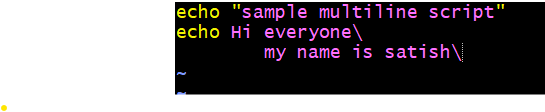 echo "sample multiline script"
echo Hi everyone\
        my name is satish\
~
~